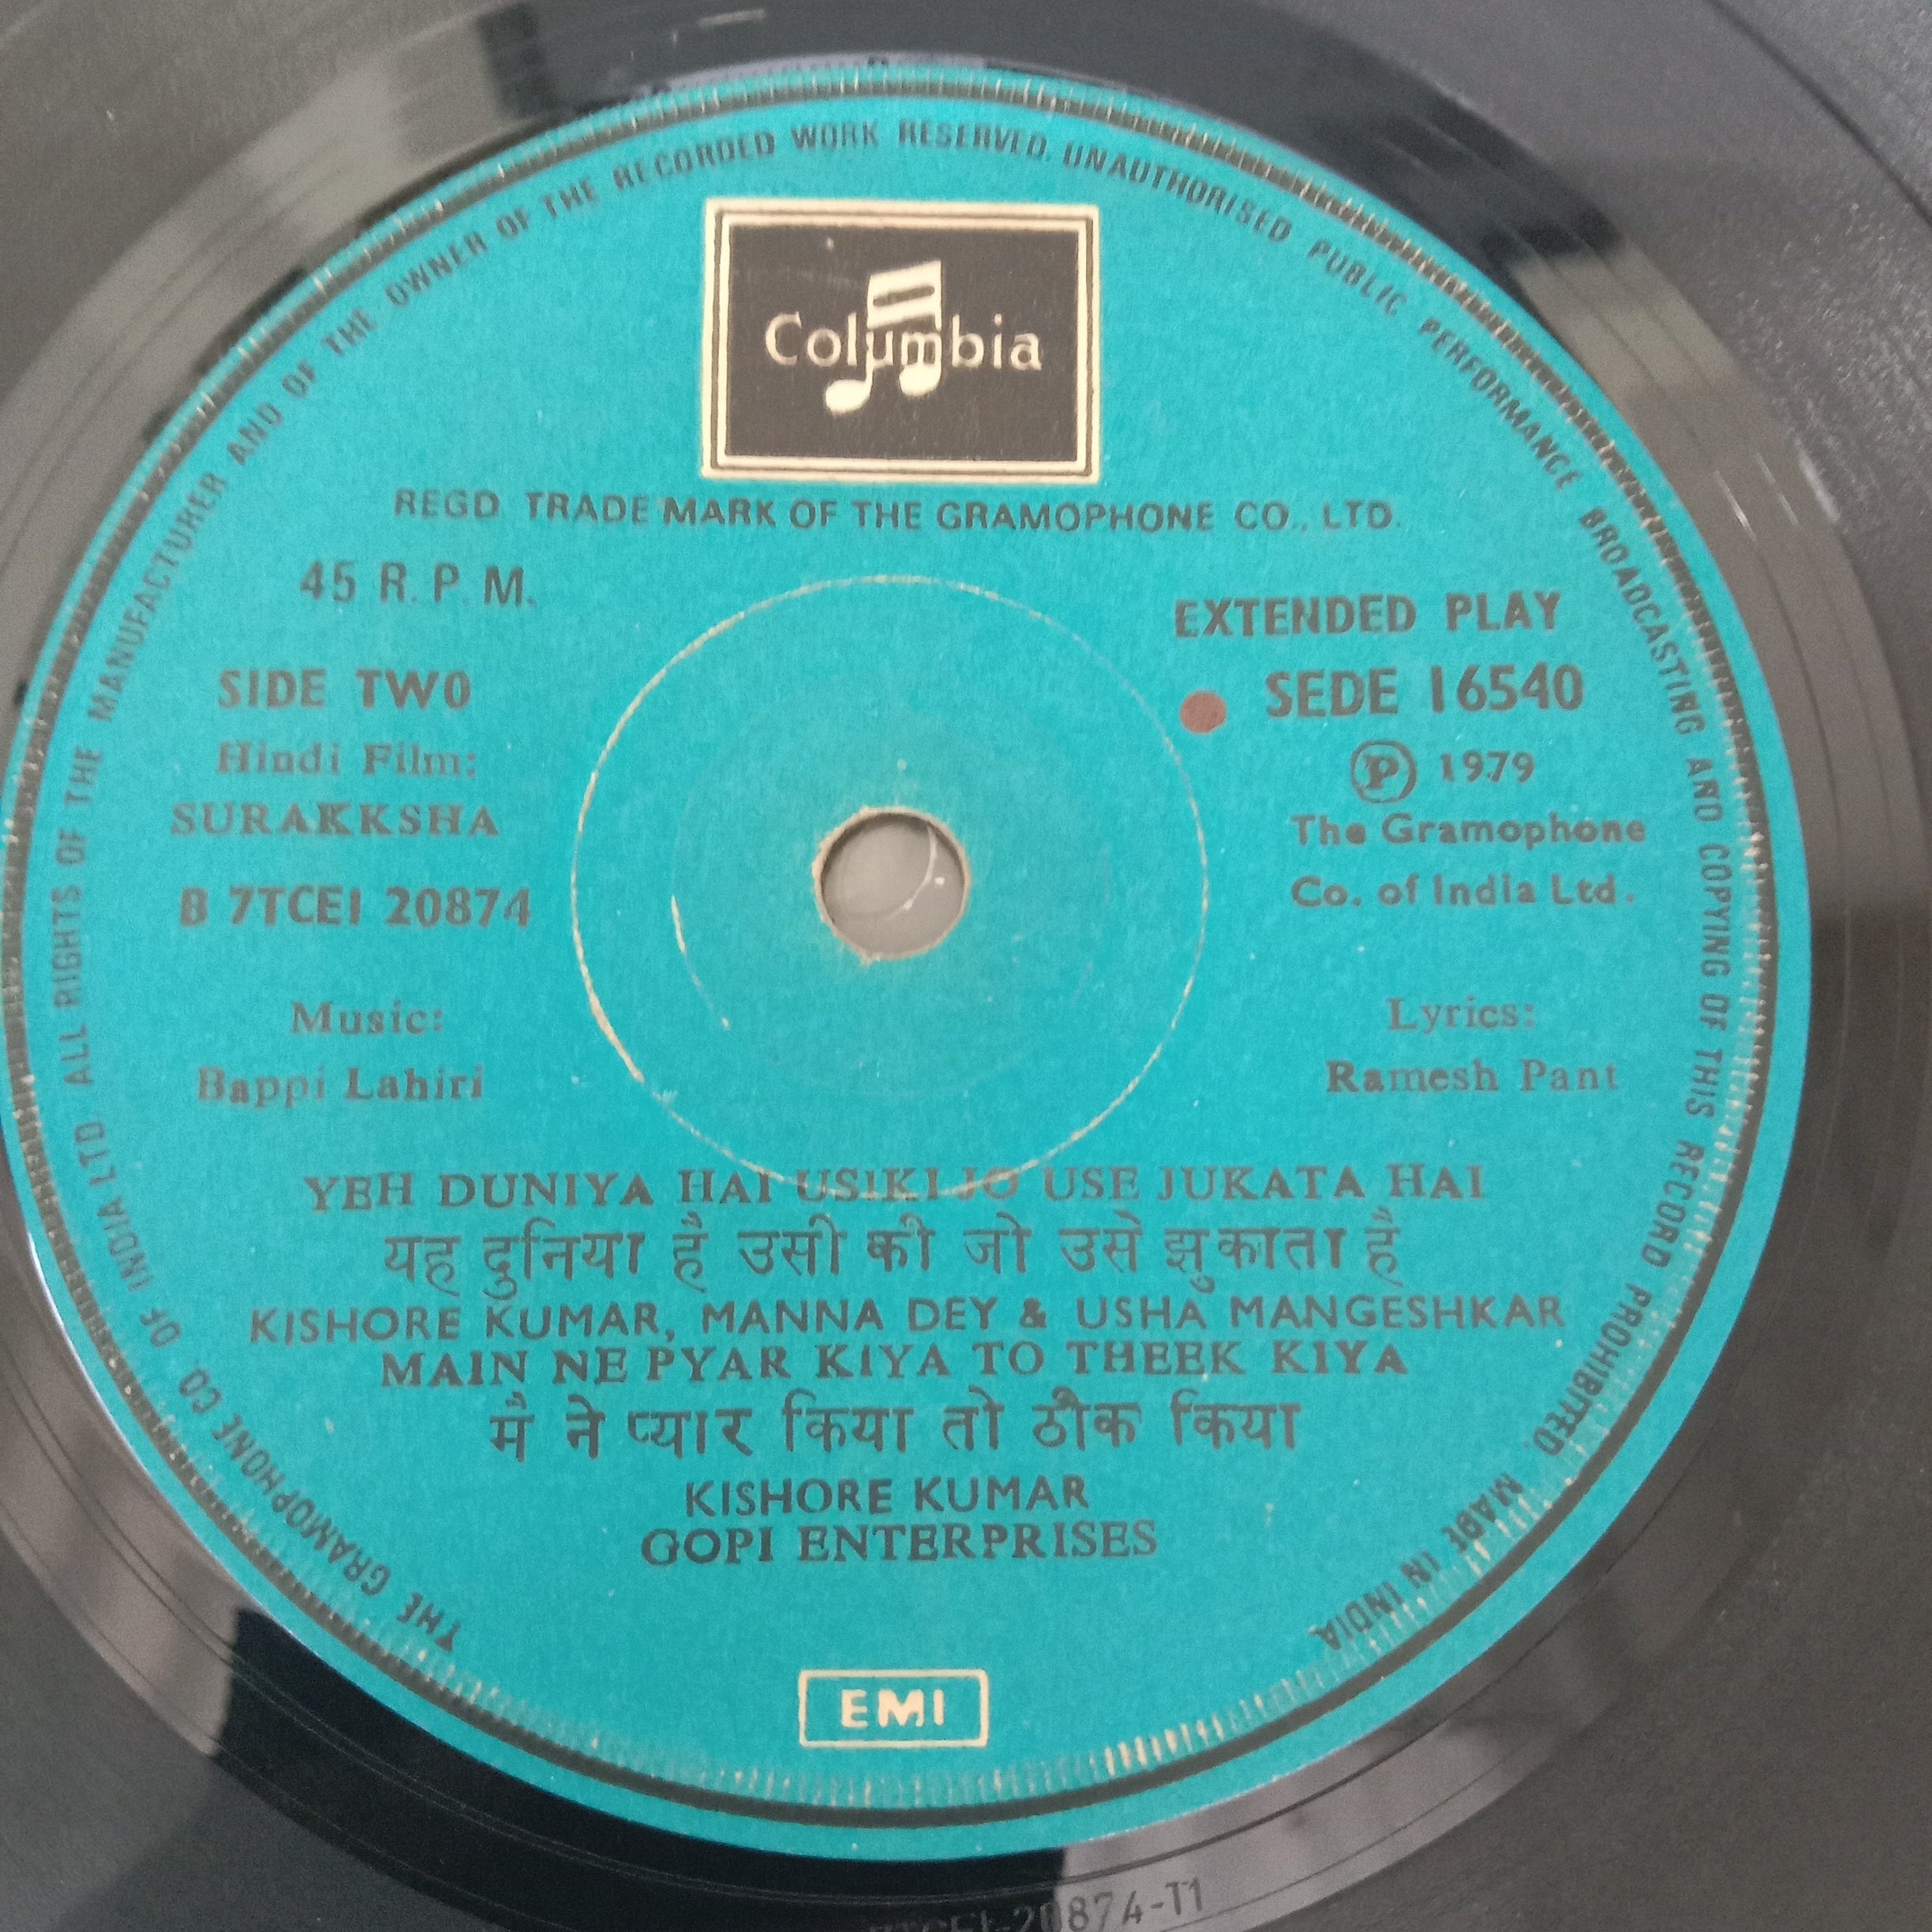 THE GRAMOPHONE CO. OF INDIA LTD. ALL RIGHTS OF THE MANUFACTURER AND OF THE OWNER OF THE RECORDED WORK RESERVED. UNAUTHORISED PUBLIC PERFORMANCE BROADCASTING AND COPYING OF THIS RECORD PROHIBITED. MADE IN INDIA
Columbia
REGD. TRADE MARK OF THE GRAMOPHONE CO., LTD.
45 R.P.M.
EXTENDED PLAY
SIDE TWO
SEDE 16540
Hindi Film:
Ⓟ 1979
SURAKKSHA
The Gramophone
B 7TCEI 20874
Co. of India Ltd.
Music:
Lyrics:
Bappi Lahiri
Ramesh Pant
YEH DUNIYA HAI USIKI JO USE JUKATA HAI
यह दुनिया है उसी की जो उसे झुकाता है
KISHORE KUMAR, MANNA DEY & USHA MANGESHKAR
MAIN NE PYAR KIYA TO THEEK KIYA
मैं ने प्यार किया तो ठीक किया
KISHORE KUMAR
GOPI ENTERPRISES
EMI
7TCEI-20874-T1